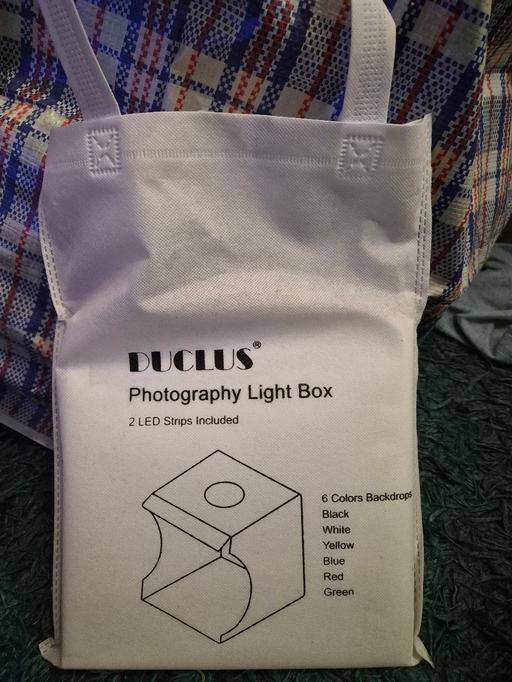 DUCLUS®
Photography Light Box
2 LED Strips Included
6 Colors Backdrops
Black
White
Yellow
Blue
Red
Green